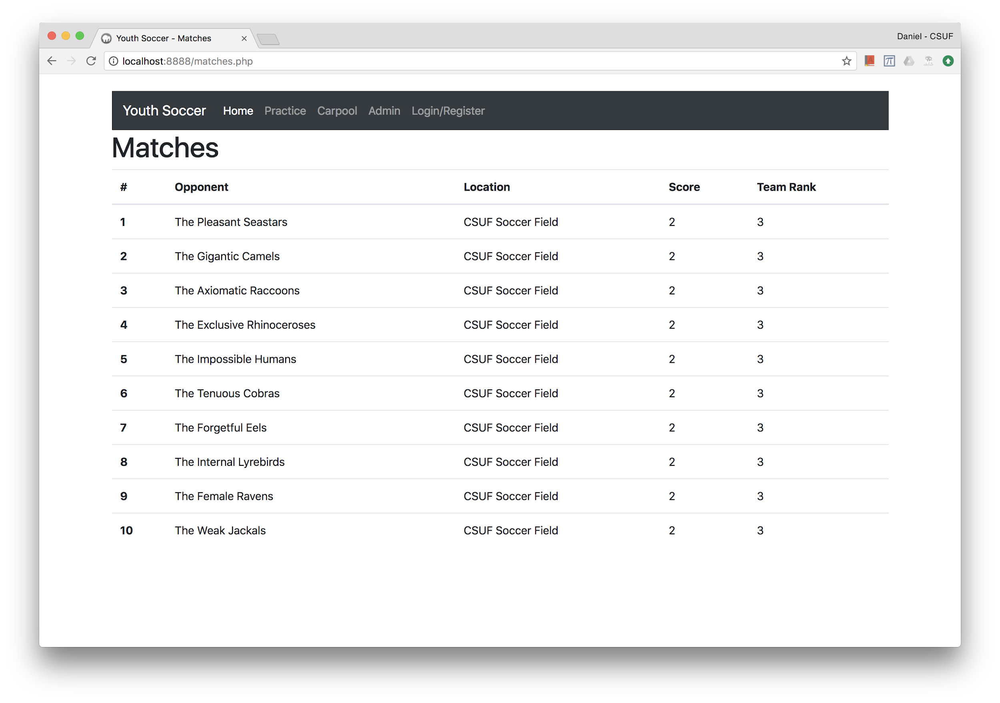 Youth Soccer - Matches
Daniel - CSUF
localhost:8888/matches.php
Youth Soccer Home Practice Carpool Admin Login/Register
Matches
# Opponent Location Score Team Rank
1 The Pleasant Seastars CSUF Soccer Field 2 3
2 The Gigantic Camels CSUF Soccer Field 2 3
3 The Axiomatic Raccoons CSUF Soccer Field 2 3
4 The Exclusive Rhinoceroses CSUF Soccer Field 2 3
5 The Impossible Humans CSUF Soccer Field 2 3
6 The Tenuous Cobras CSUF Soccer Field 2 3
7 The Forgetful Eels CSUF Soccer Field 2 3
8 The Internal Lyrebirds CSUF Soccer Field 2 3
9 The Female Ravens CSUF Soccer Field 2 3
10 The Weak Jackals CSUF Soccer Field 2 3